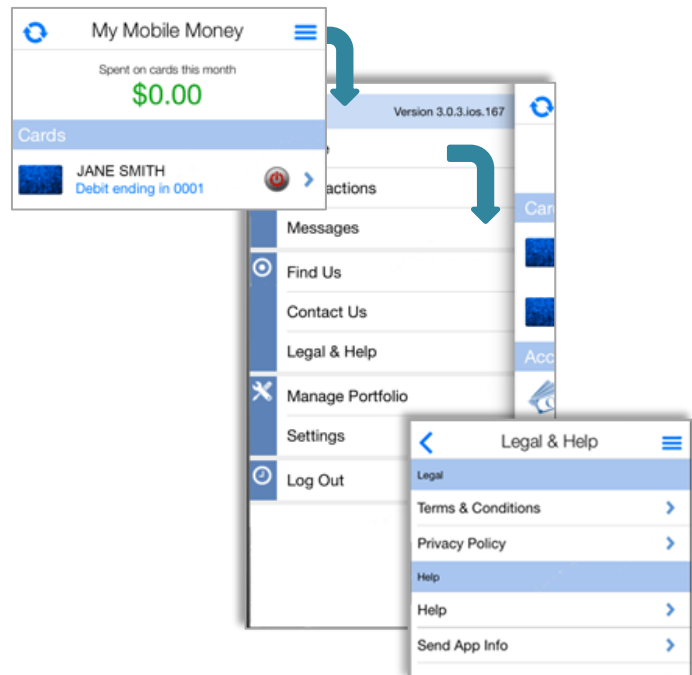 My Mobile Money
Spent on cards this month
$0.00
Cards
JANE SMITH
Debit ending in 0001
Version 3.0.3.ios.167
actions
Messages
Find Us
Contact Us
Legal & Help
Manage Portfolio
Settings
Log Out
Legal & Help
Legal
Terms & Conditions
Privacy Policy
Help
Help
Send App Info